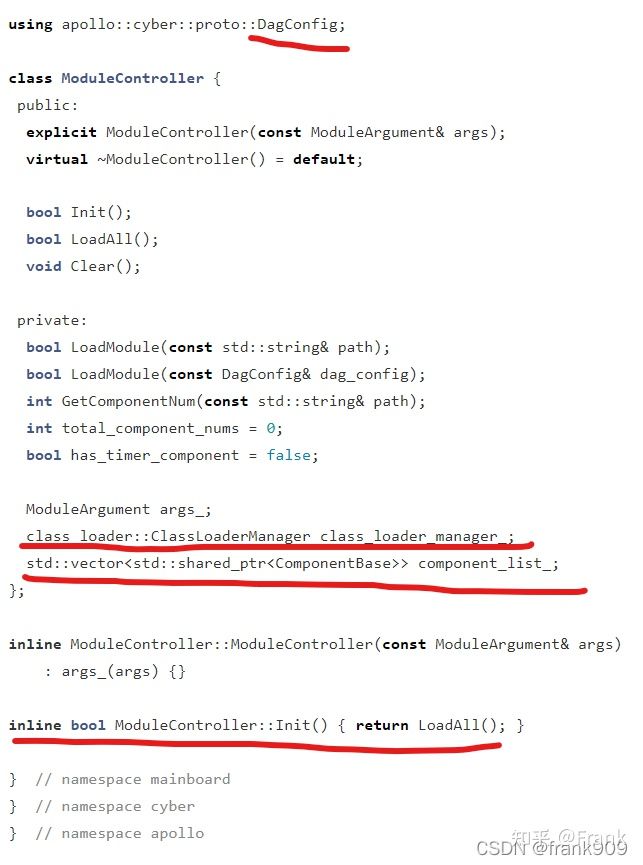 using apollo::cyber::proto::DagConfig;
class ModuleController {
public:
explicit ModuleController(const ModuleArgument& args);
virtual ~ModuleController() = default;
bool Init();
bool LoadAll();
void Clear();
private:
bool LoadModule(const std::string& path);
bool LoadModule(const DagConfig& dag_config);
int GetComponentNum(const std::string& path);
int total_component_nums = 0;
bool has_timer_component = false;
ModuleArgument args_;
class_loader::ClassLoaderManager class_loader_manager_;
std::vector<std::shared_ptr<ComponentBase>> component_list_;
};
inline ModuleController::ModuleController(const ModuleArgument& args)
: args_(args) {}
inline bool ModuleController::Init() { return LoadAll(); }
} // namespace mainboard
} // namespace cyber
} // namespace apollo
知乎 @Frank
CSDN @frank909